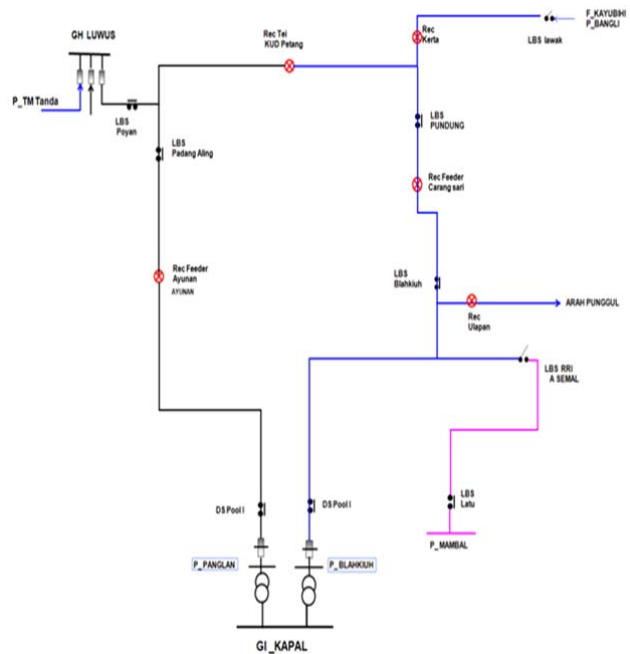 GH LUWUS
P_TM Tanda
LBS
Poyan
LBS
Padang Aling
Rec Tei
KUD Petang
Rec
Kerta
F_KAYUBIHI
P_BANGLI
LBS lawak
LBS
PUNDUNG
Rec Feeder
Carang sari
Rec Feeder
Ayunan
AYUNAN
LBS
Blahkiuh
Rec
Ulapan
ARAH PUNGGUL
LBS RRI
A SEMAL
LBS
Latu
P_MAMBAL
DS Pool I
DS Pool I
P_PANGLAN
P_BLAHKIUH
GI_KAPAL